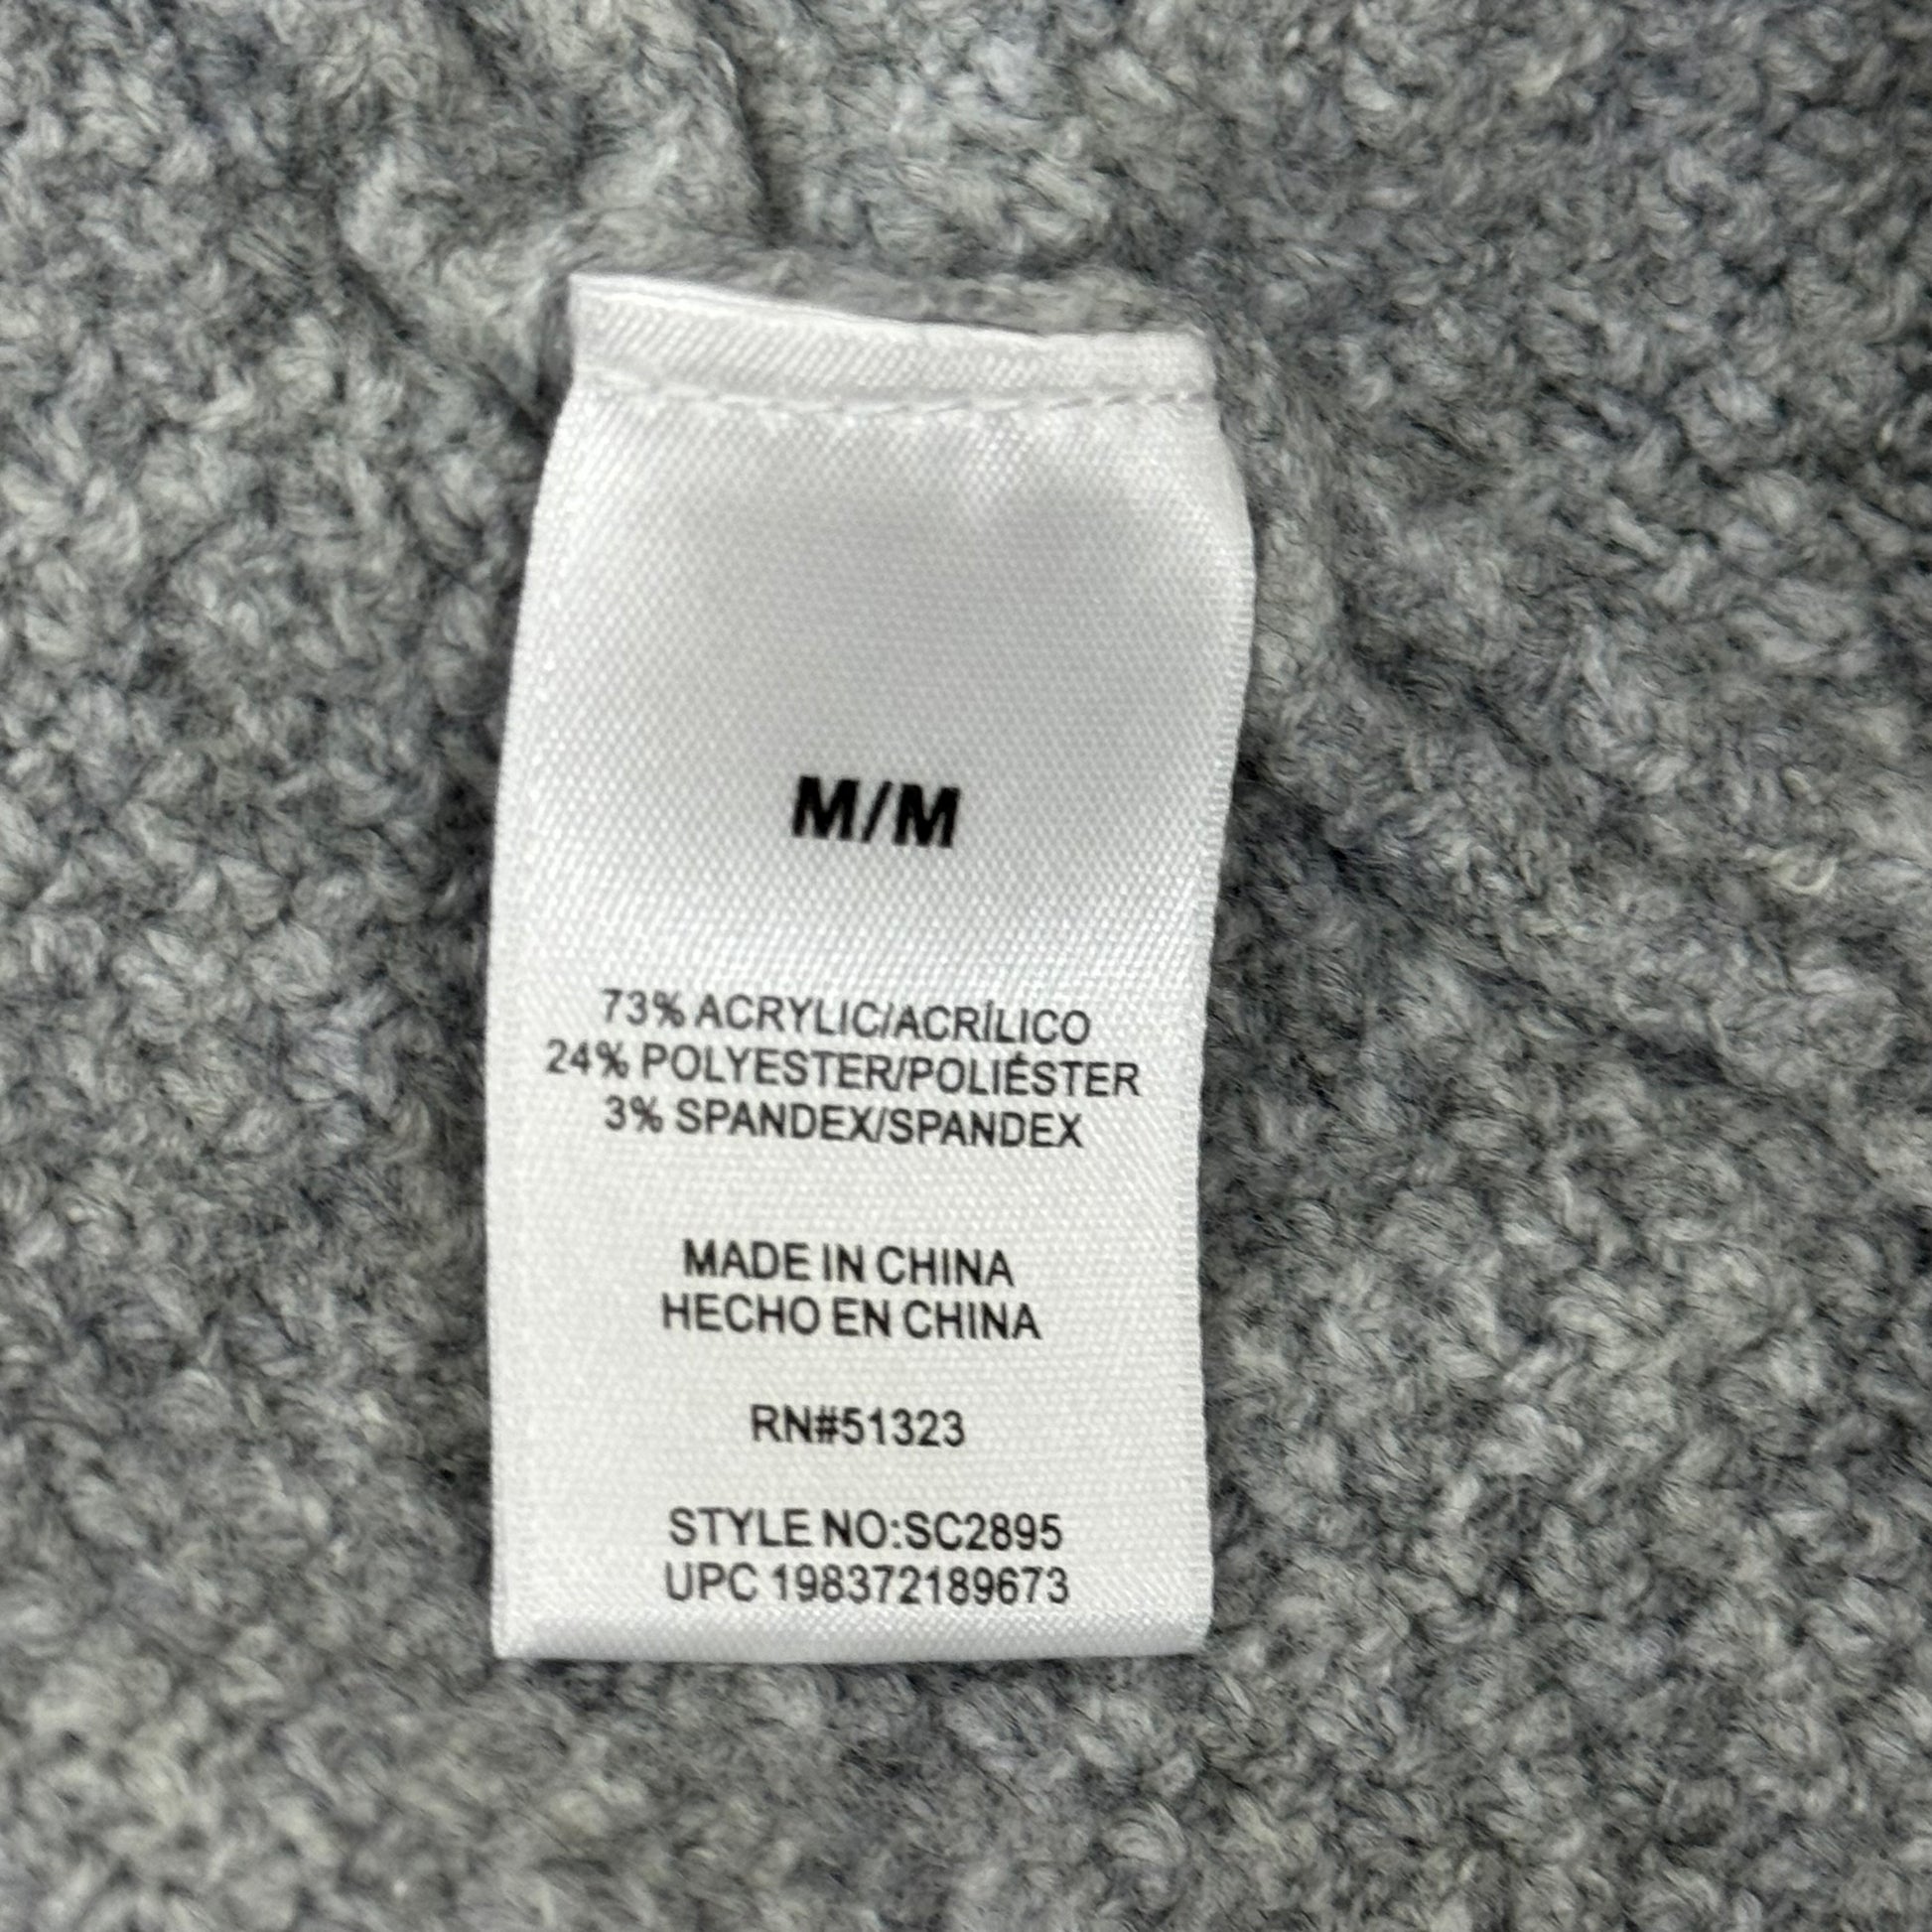 M/M
73% ACRYLIC/ACRÍLICO
24% POLYESTER/POLIÉSTER
3% SPANDEX/SPANDEX
MADE IN CHINA
HECHO EN CHINA
RN#51323
STYLE NO:SC2895
UPC 198372189673